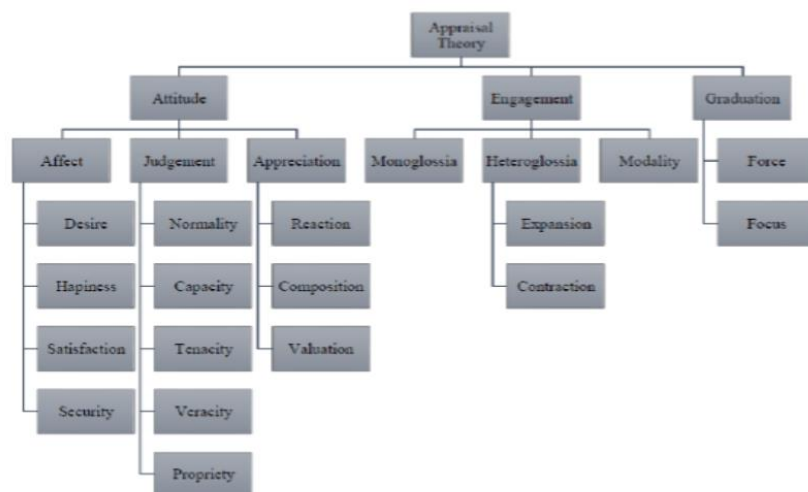 Appraisal
Theory
Attitude
Engagement
Graduation
Affect
Judgement
Appreciation
Monoglossia
Heteroglossia
Modality
Force
Desire
Normality
Reaction
Expansion
Focus
Hapiness
Capacity
Composition
Contraction
Satisfaction
Tenacity
Valuation
Security
Veracity
Propriety